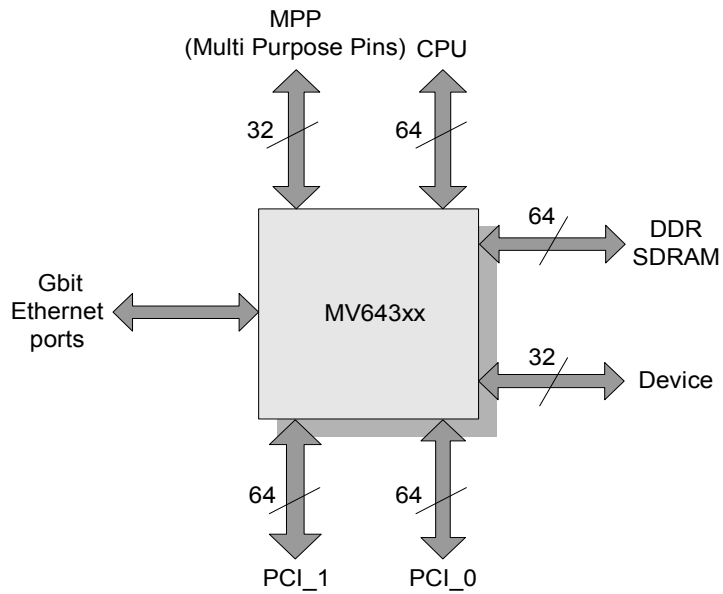 MPP
(Multi Purpose Pins)
CPU
32
64
64
DDR
SDRAM
Gbit
Ethernet
ports
MV643xx
32
Device
64
64
PCI_1
PCI_0